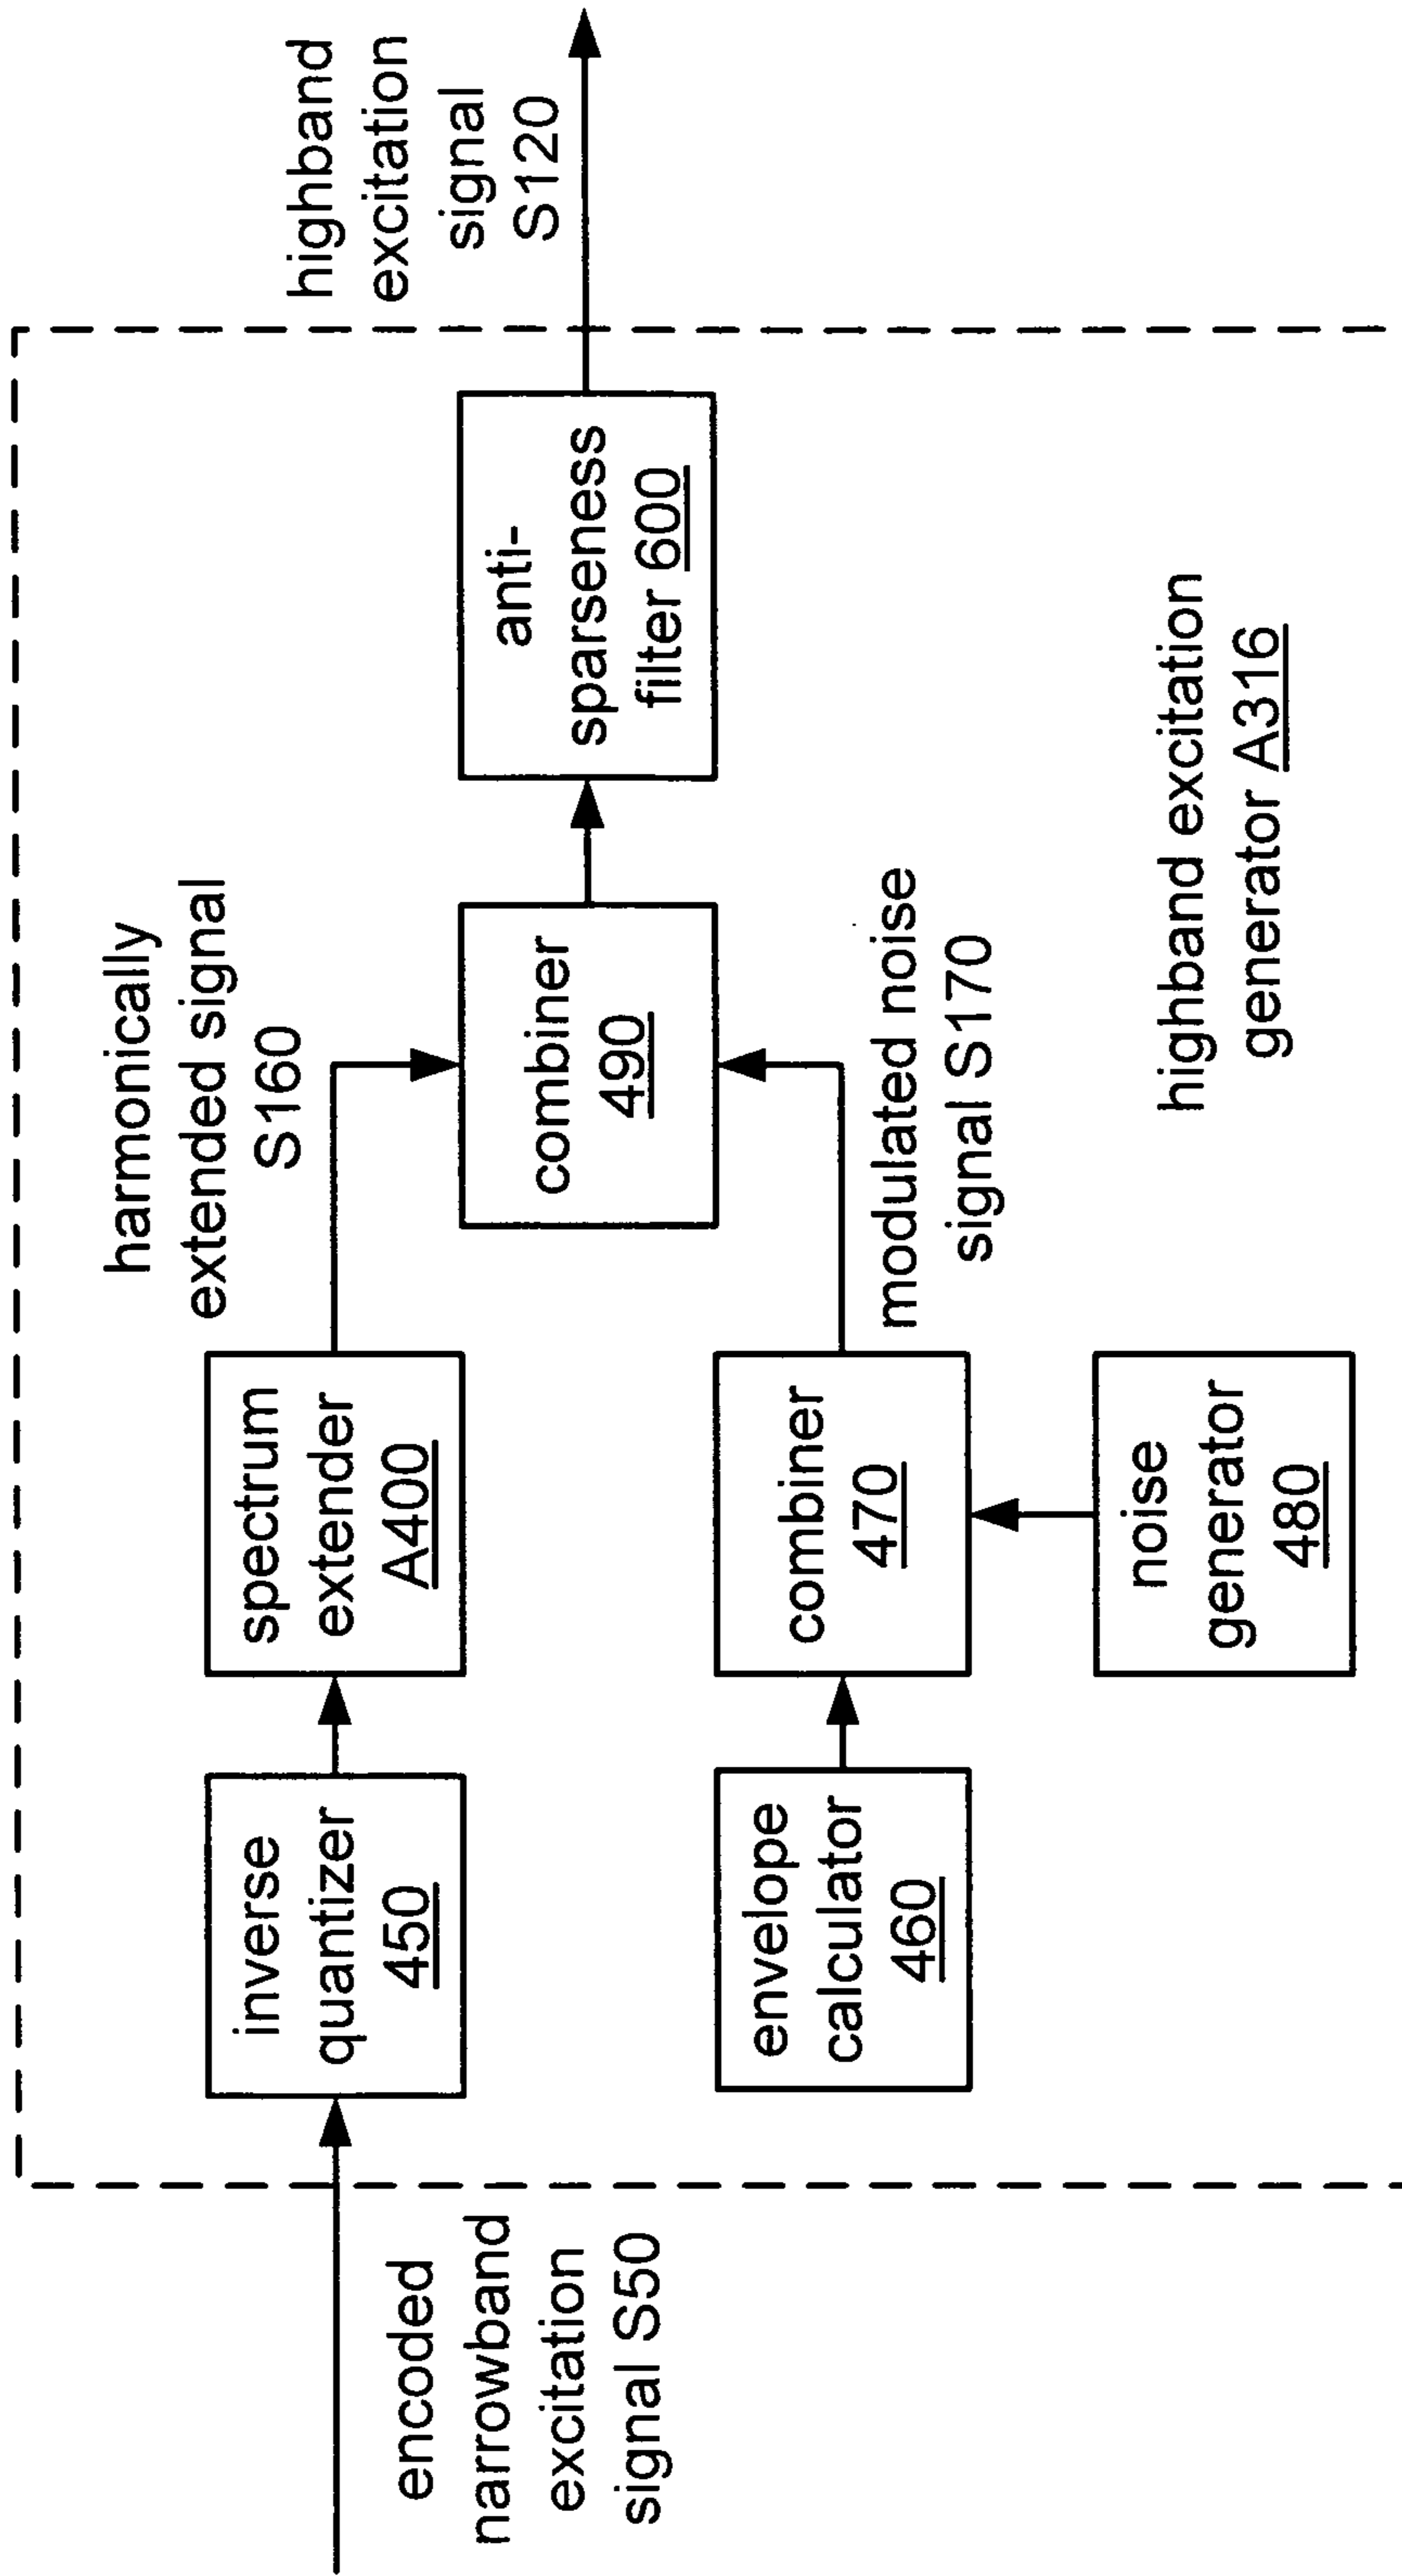 encoded
narrowband
excitation
signal S50
inverse
quantizer
450
spectrum
extender
A400
harmonically
extended signal
S160
envelope
calculator
460
combiner
470
noise
generator
480
modulated noise
signal S170
combiner
490
anti-
sparseness
filter 600
highband
excitation
signal
S120
highband excitation
generator A316